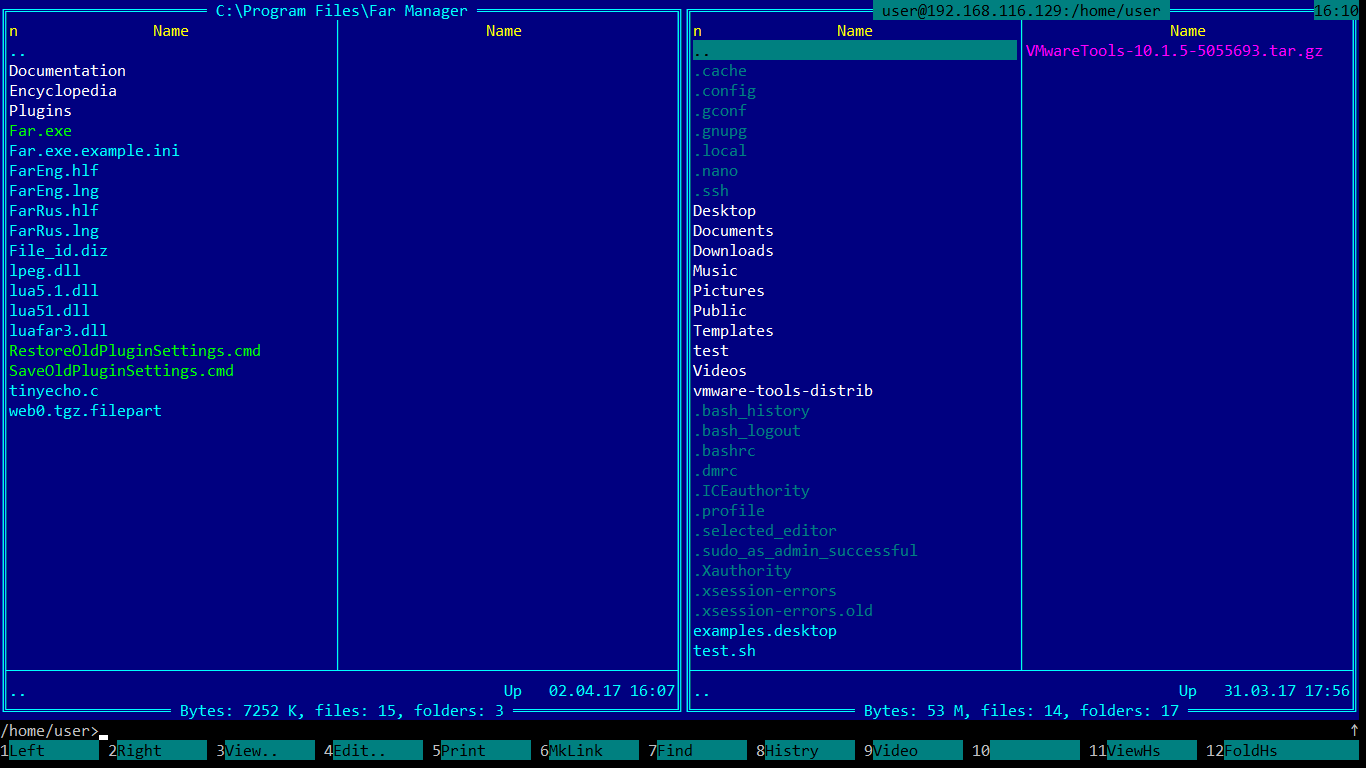 C:\Program Files\Far Manager
n Name Name
..
Documentation
Encyclopedia
Plugins
Far.exe
Far.exe.example.ini
FarEng.hlf
FarEng.lng
FarRus.hlf
FarRus.lng
File_id.diz
lpeg.dll
lua5.1.dll
lua51.dll
luafar3.dll
RestoreOldPluginSettings.cmd
SaveOldPluginSettings.cmd
tinyecho.c
web0.tgz.filepart
.. Up 02.04.17 16:07
Bytes: 7252 K, files: 15, folders: 3
user@192.168.116.129:/home/user 16:10
n Name Name
..
.cache
.config
.gconf
.gnupg
.local
.nano
.ssh
Desktop
Documents
Downloads
Music
Pictures
Public
Templates
test
Videos
vmware-tools-distrib
.bash_history
.bash_logout
.bashrc
.dmrc
.ICEauthority
.profile
.selected_editor
.sudo_as_admin_successful
.Xauthority
.xsession-errors
.xsession-errors.old
examples.desktop
test.sh
VMwareTools-10.1.5-5055693.tar.gz
.. Up 31.03.17 17:56
Bytes: 53 M, files: 14, folders: 17
/home/user> ↑
1Left 2Right 3View.. 4Edit.. 5Print 6MkLink 7Find 8Histry 9Video 10 11ViewHs 12FoldHs